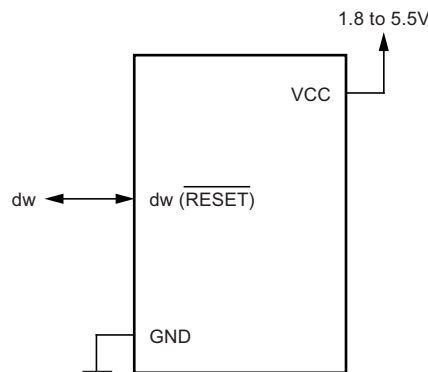 1.8 to 5.5V
VCC
dw
dw (RESET)
GND